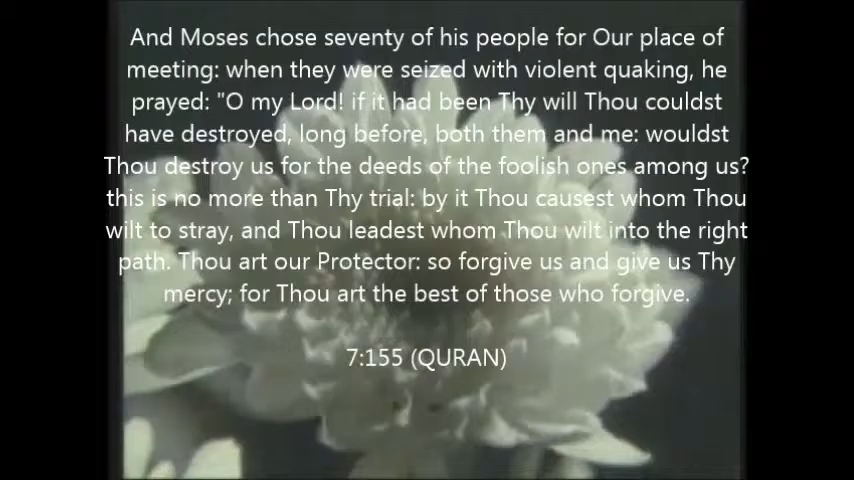 And Moses chose seventy of his people for Our place of
meeting: when they were seized with violent quaking, he
prayed: "O my Lord! if it had been Thy will Thou couldst
have destroyed, long before, both them and me: wouldst
Thou destroy us for the deeds of the foolish ones among us?
this is no more than Thy trial: by it Thou causest whom Thou
wilt to stray, and Thou leadest whom Thou wilt into the right
path. Thou art our Protector: so forgive us and give us Thy
mercy; for Thou art the best of those who forgive.
7:155 (QURAN)